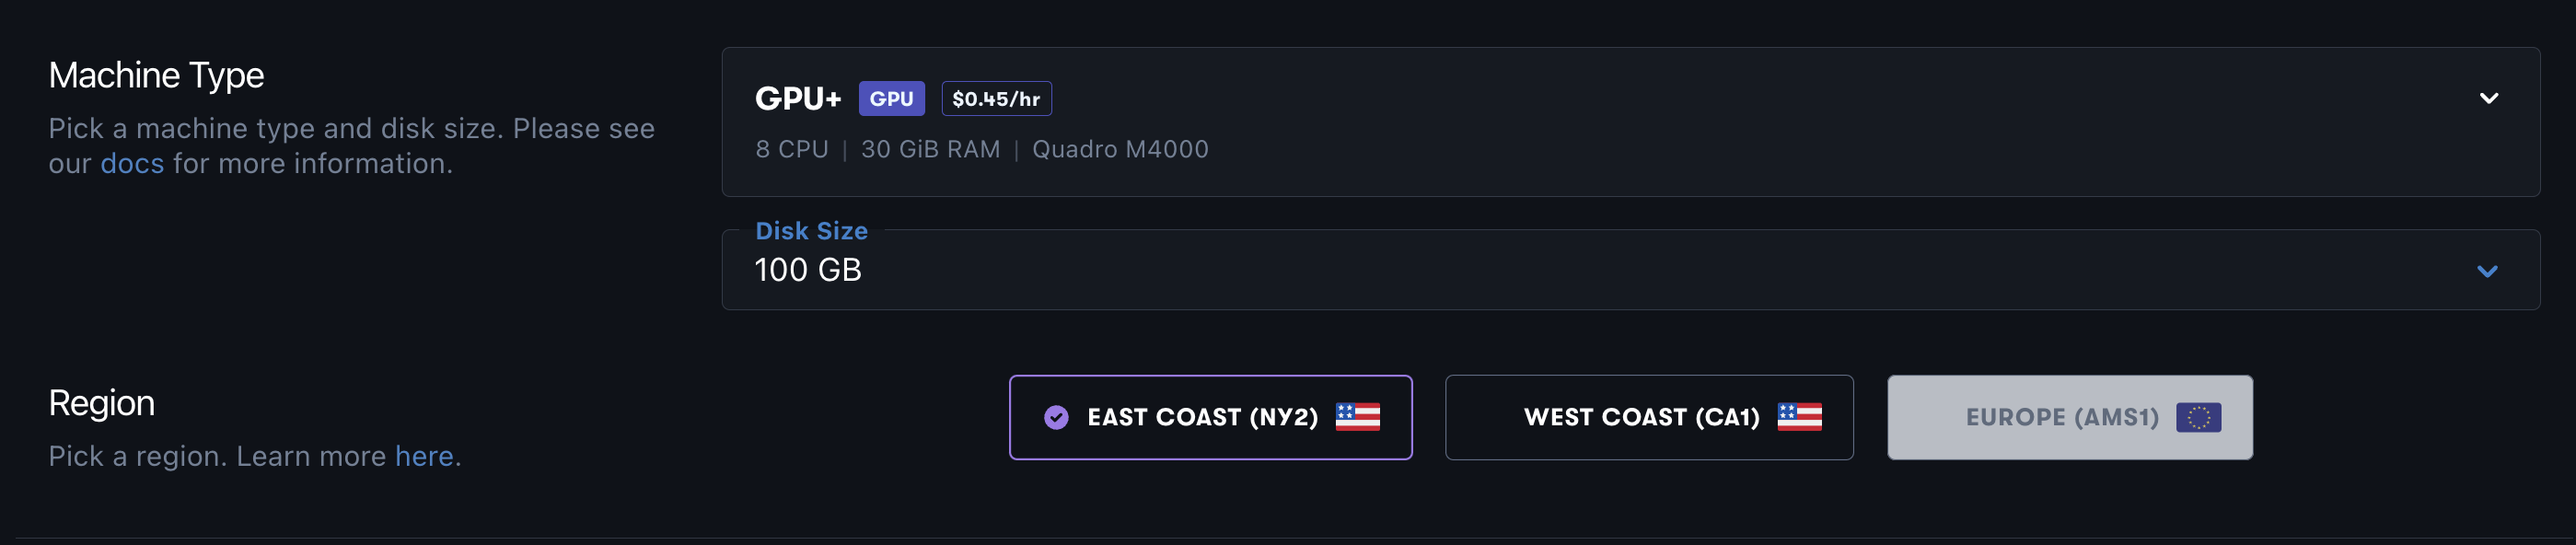 Machine Type
Pick a machine type and disk size. Please see
our docs for more information.
GPU+ GPU $0.45/hr
8 CPU | 30 GiB RAM | Quadro M4000
Disk Size
100 GB
Region
Pick a region. Learn more here.
EAST COAST (NY2)
WEST COAST (CA1)
EUROPE (AMS1)